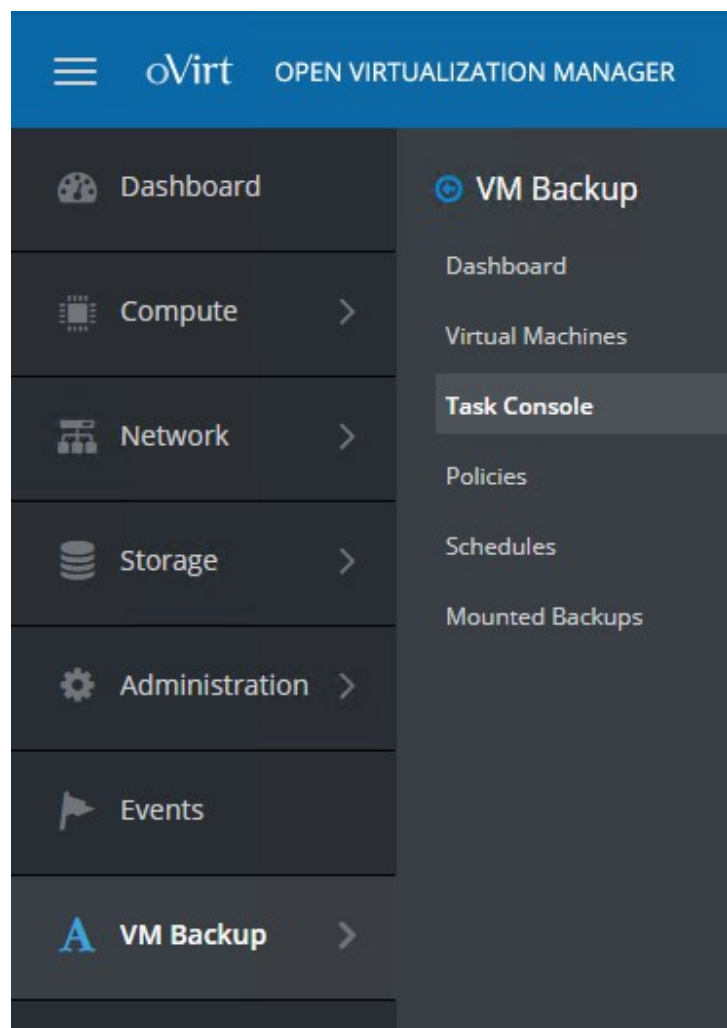 oVirt OPEN VIRTUALIZATION MANAGER
Dashboard
Compute
Network
Storage
Administration
Events
A VM Backup
VM Backup
Dashboard
Virtual Machines
Task Console
Policies
Schedules
Mounted Backups